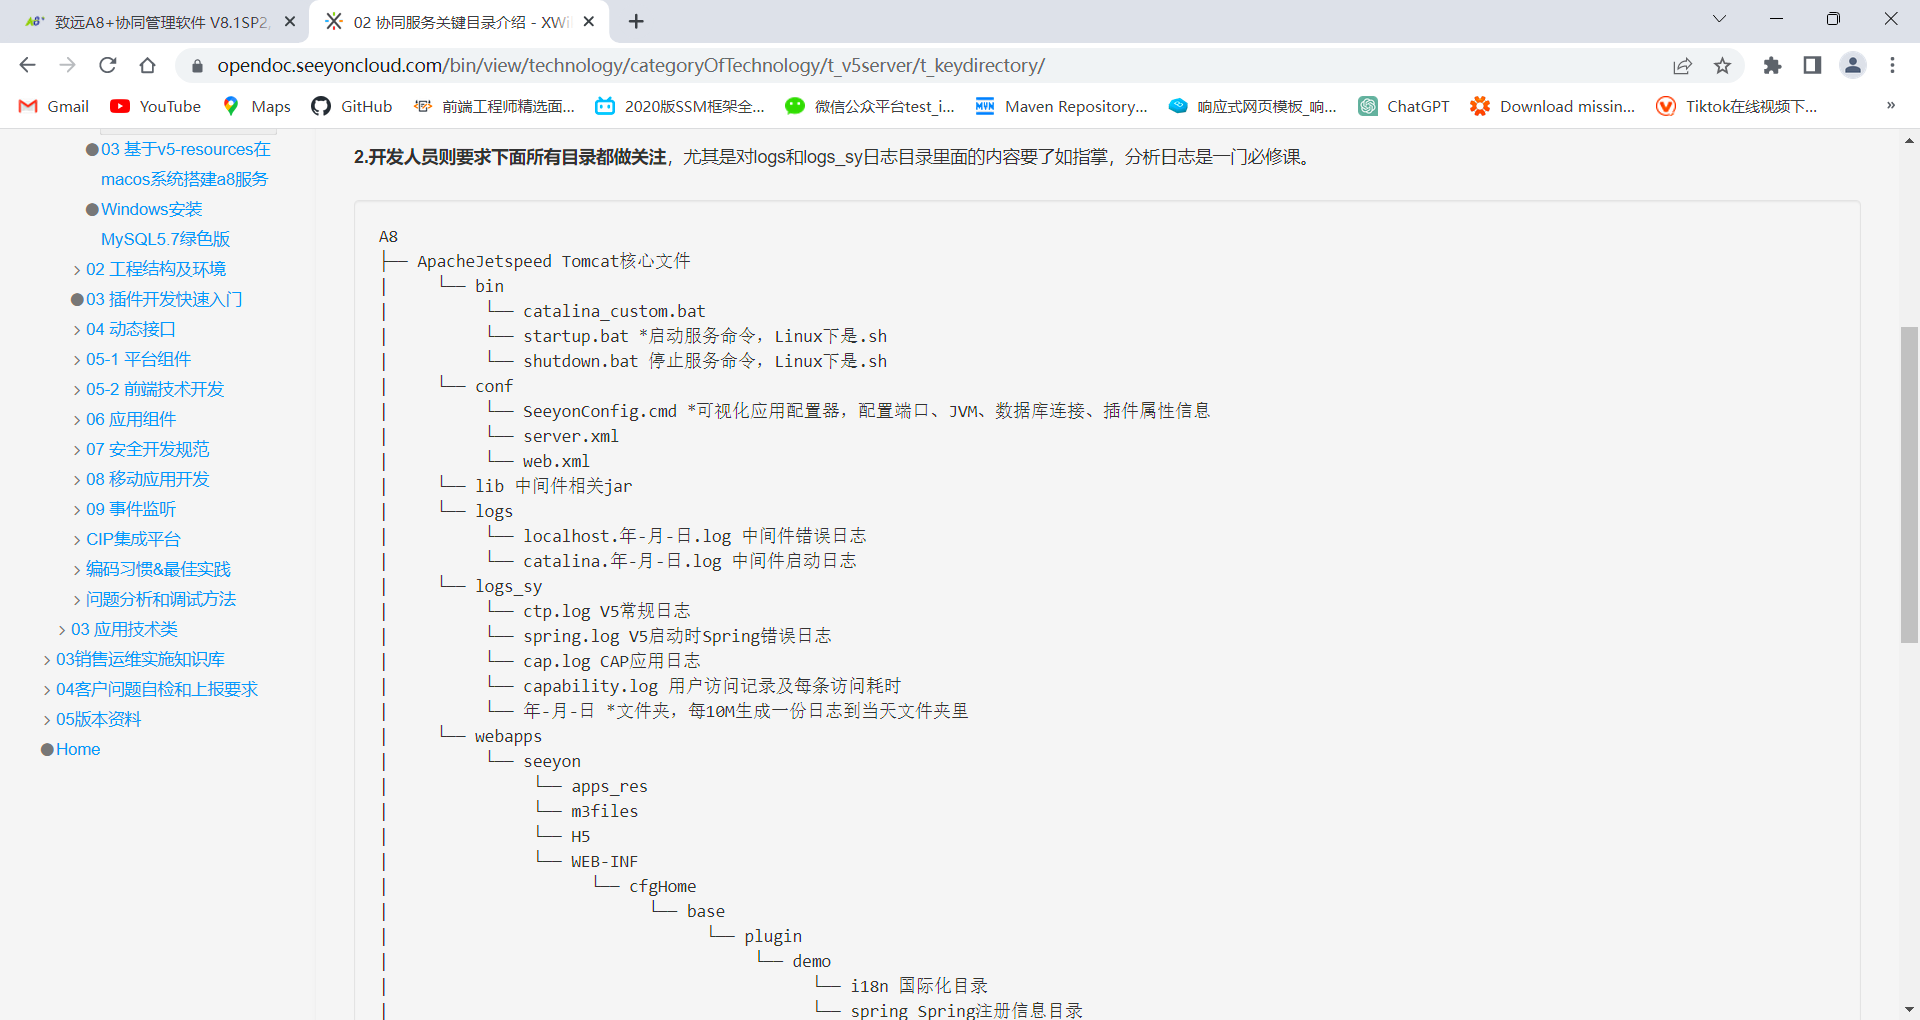 致远A8+协同管理软件 V8.1SP2,
02 协同服务关键目录介绍 - XWi
opendoc.seeyoncloud.com/bin/view/technology/categoryOfTechnology/t_v5server/t_keydirectory/
Gmail
YouTube
Maps
GitHub
前端工程师精选面...
2020版SSM框架全...
微信公众平台test_i...
Maven Repository...
响应式网页模板_响...
ChatGPT
Download missin...
Tiktok在线视频下...
»
03 基于v5-resources在
macos系统搭建a8服务
Windows安装
MySQL5.7绿色版
02 工程结构及环境
03 插件开发快速入门
04 动态接口
05-1 平台组件
05-2 前端技术开发
06 应用组件
07 安全开发规范
08 移动应用开发
09 事件监听
CIP集成平台
编码习惯&最佳实践
问题分析和调试方法
03 应用技术类
03销售运维实施知识库
04客户问题自检和上报要求
05版本资料
Home
2.开发人员则要求下面所有目录都做关注，尤其是对logs和logs_sy日志目录里面的内容要了如指掌，分析日志是一门必修课。
A8
├── ApacheJetspeed Tomcat核心文件
|     └── bin
|          └── catalina_custom.bat
|          └── startup.bat *启动服务命令，Linux下是.sh
|          └── shutdown.bat 停止服务命令，Linux下是.sh
|     └── conf
|          └── SeeyonConfig.cmd *可视化应用配置器，配置端口、JVM、数据库连接、插件属性信息
|          └── server.xml
|          └── web.xml
|     └── lib 中间件相关jar
|     └── logs
|          └── localhost.年-月-日.log 中间件错误日志
|          └── catalina.年-月-日.log 中间件启动日志
|     └── logs_sy
|          └── ctp.log V5常规日志
|          └── spring.log V5启动时Spring错误日志
|          └── cap.log CAP应用日志
|          └── capability.log 用户访问记录及每条访问耗时
|          └── 年-月-日 *文件夹，每10M生成一份日志到当天文件夹里
|     └── webapps
|          └── seeyon
|               └── apps_res
|               └── m3files
|               └── H5
|               └── WEB-INF
|                     └── cfgHome
|                           └── base
|                                 └── plugin
|                                      └── demo
|                                            └── i18n 国际化目录
|                                            └── spring Spring注册信息目录